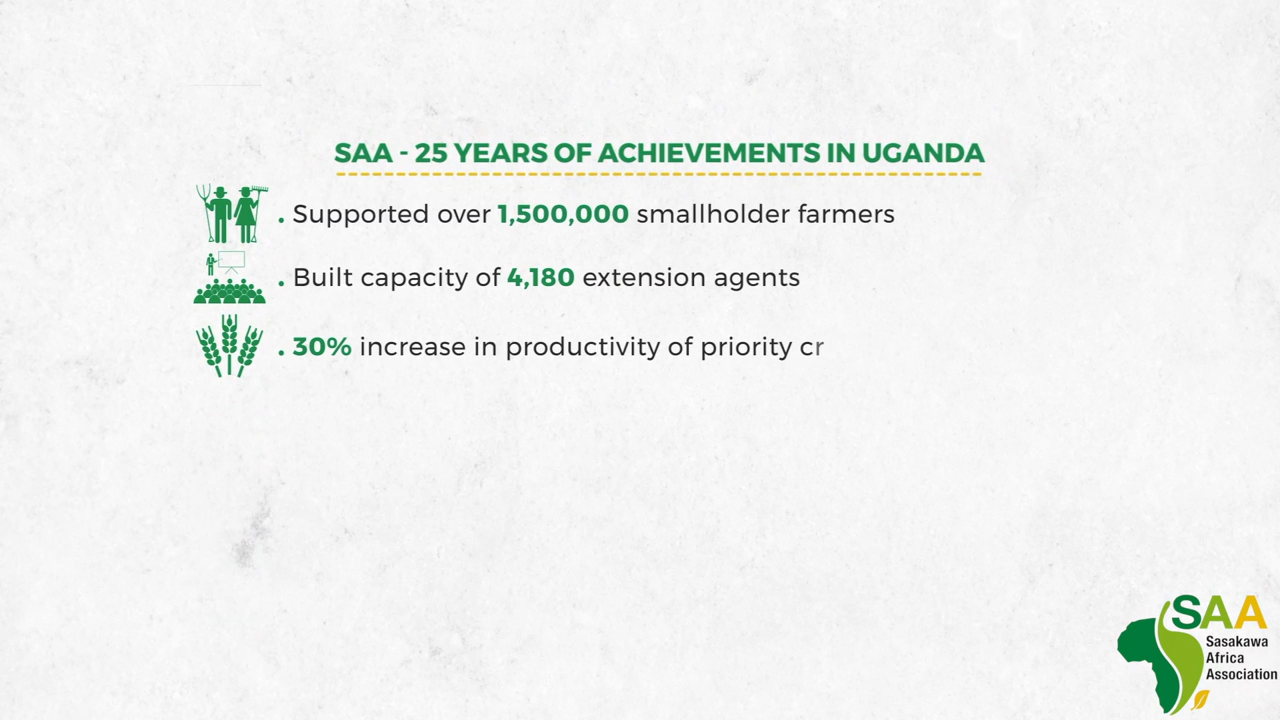 SAA - 25 YEARS OF ACHIEVEMENTS IN UGANDA
. Supported over 1,500,000 smallholder farmers
. Built capacity of 4,180 extension agents
. 30% increase in productivity of priority cr
SAA
Sasakawa
Africa
Association